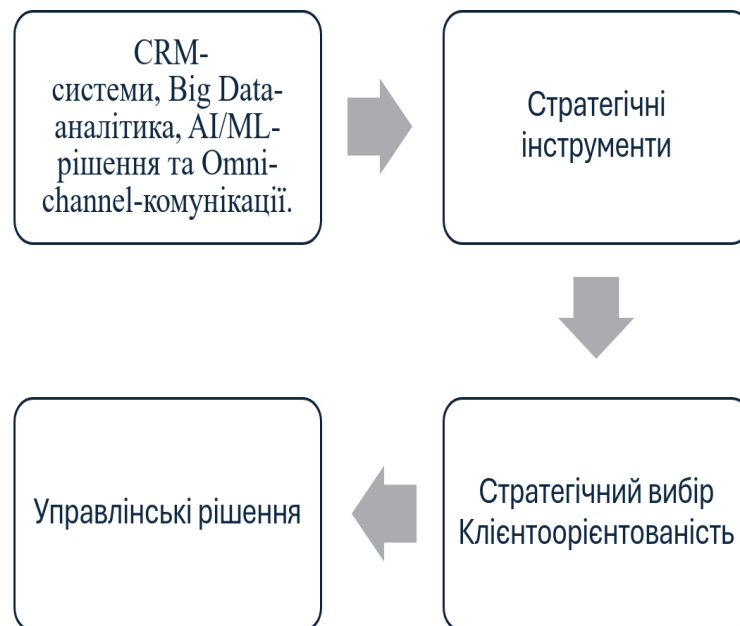 CRM-
системи, Big Data-
аналітика, AI/ML-
рішення та Omni-
channel-комунікації.
Стратегічні
інструменти
Управлінські рішення
Стратегічний вибір
Клієнтоорієнтованість